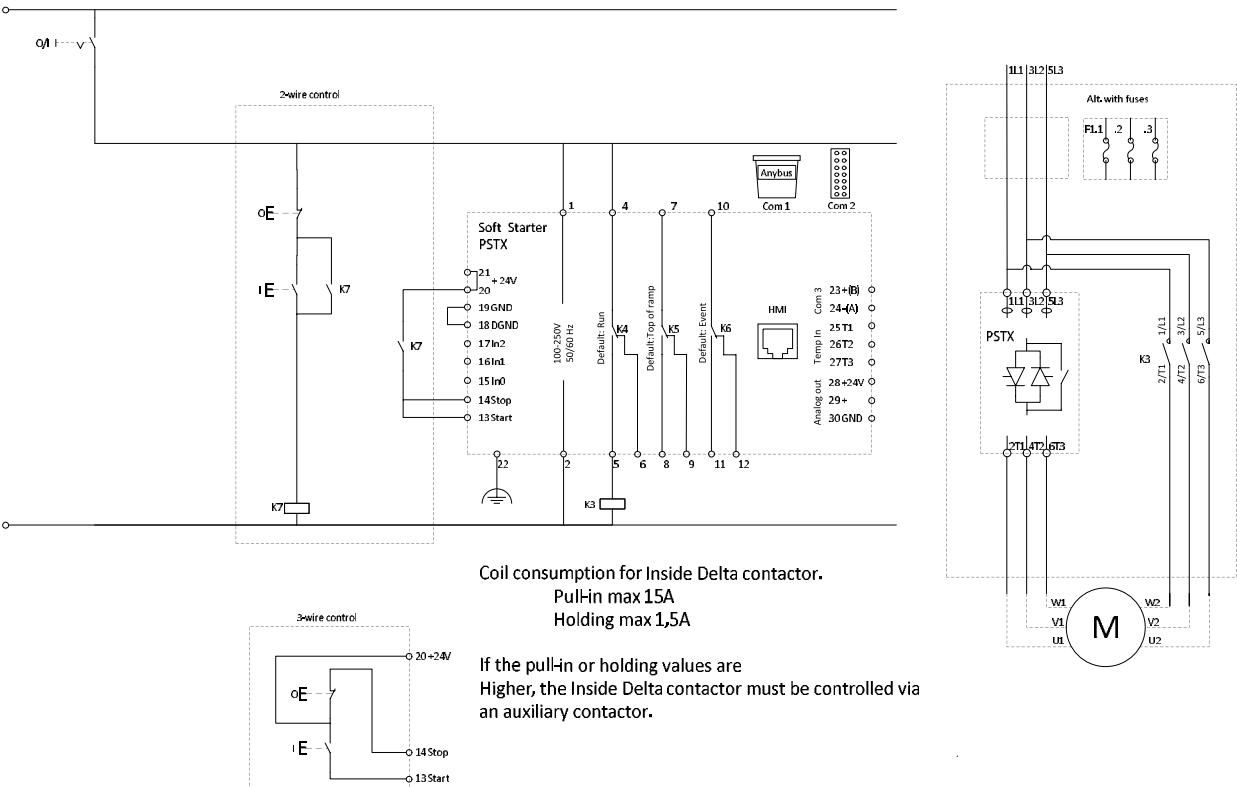 O/I
2-wire control
O
I
K7
K7
K7
Anybus
Com 1
Com 2
1
4
7
10
Soft Starter
PSTX
21
+24V
20
19 GND
18 DGND
17 In2
16 In1
15 In0
14 Stop
13 Start
100-250V
50/60 Hz
Default: Run
K4
Default:Top of ramp
K5
Default: Event
K6
HMI
Com 3
Temp In
Analog out
23+(B)
24-(A)
25 T1
26 T2
27 T3
28+24V
29+
30 GND
22
2
5
6
8
9
11
12
K3
Coil consumption for Inside Delta contactor.
Pull-in max 15A
Holding max 1,5A
If the pull-in or holding values are
Higher, the Inside Delta contactor must be controlled via
an auxiliary contactor.
3-wire control
20 +24V
O
I
14 Stop
13 Start
1L1 3L2 5L3
Alt. with fuses
F1.1 .2 .3
1L1 3L2 5L3
PSTX
2T1 4T2 6T3
K3
1/L1
3/L2
5/L3
2/T1
4/T2
6/T3
W1
V1
U1
M
W2
V2
U2